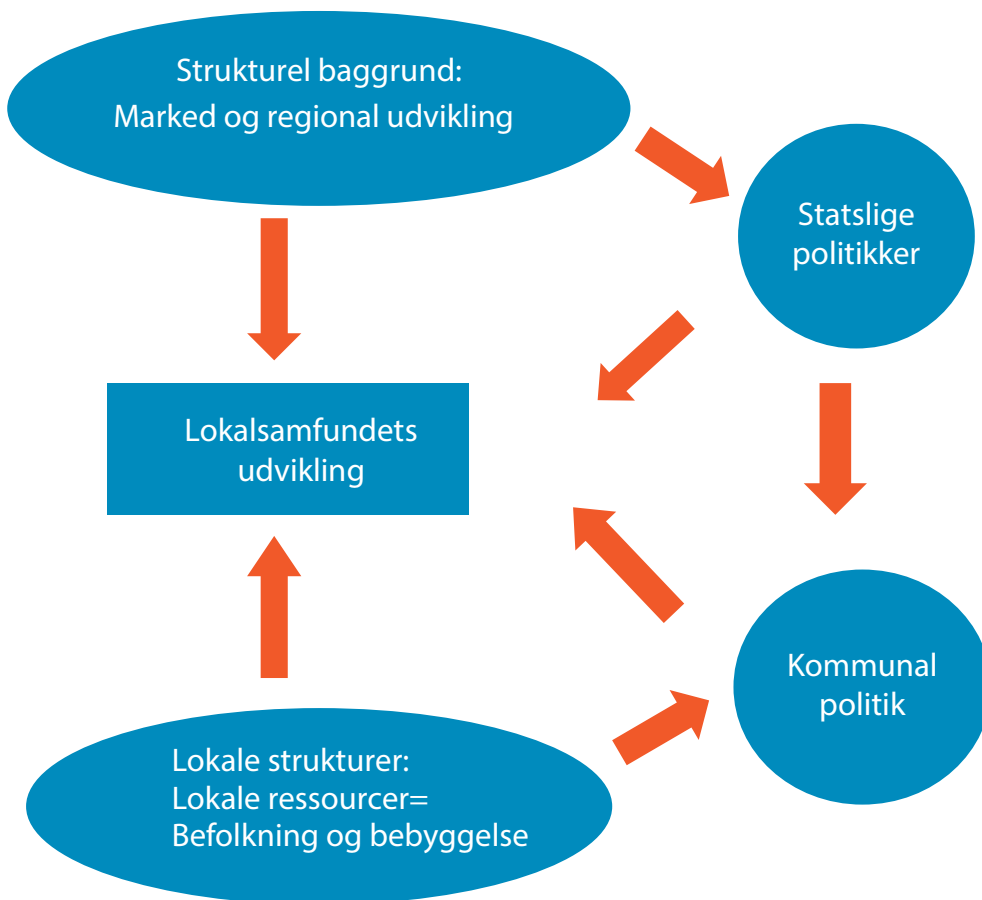 Strukturel baggrund:
Marked og regional udvikling
Statslige
politikker
Lokalsamfundets
udvikling
Kommunal
politik
Lokale strukturer:
Lokale ressourcer=
Befolkning og bebyggelse